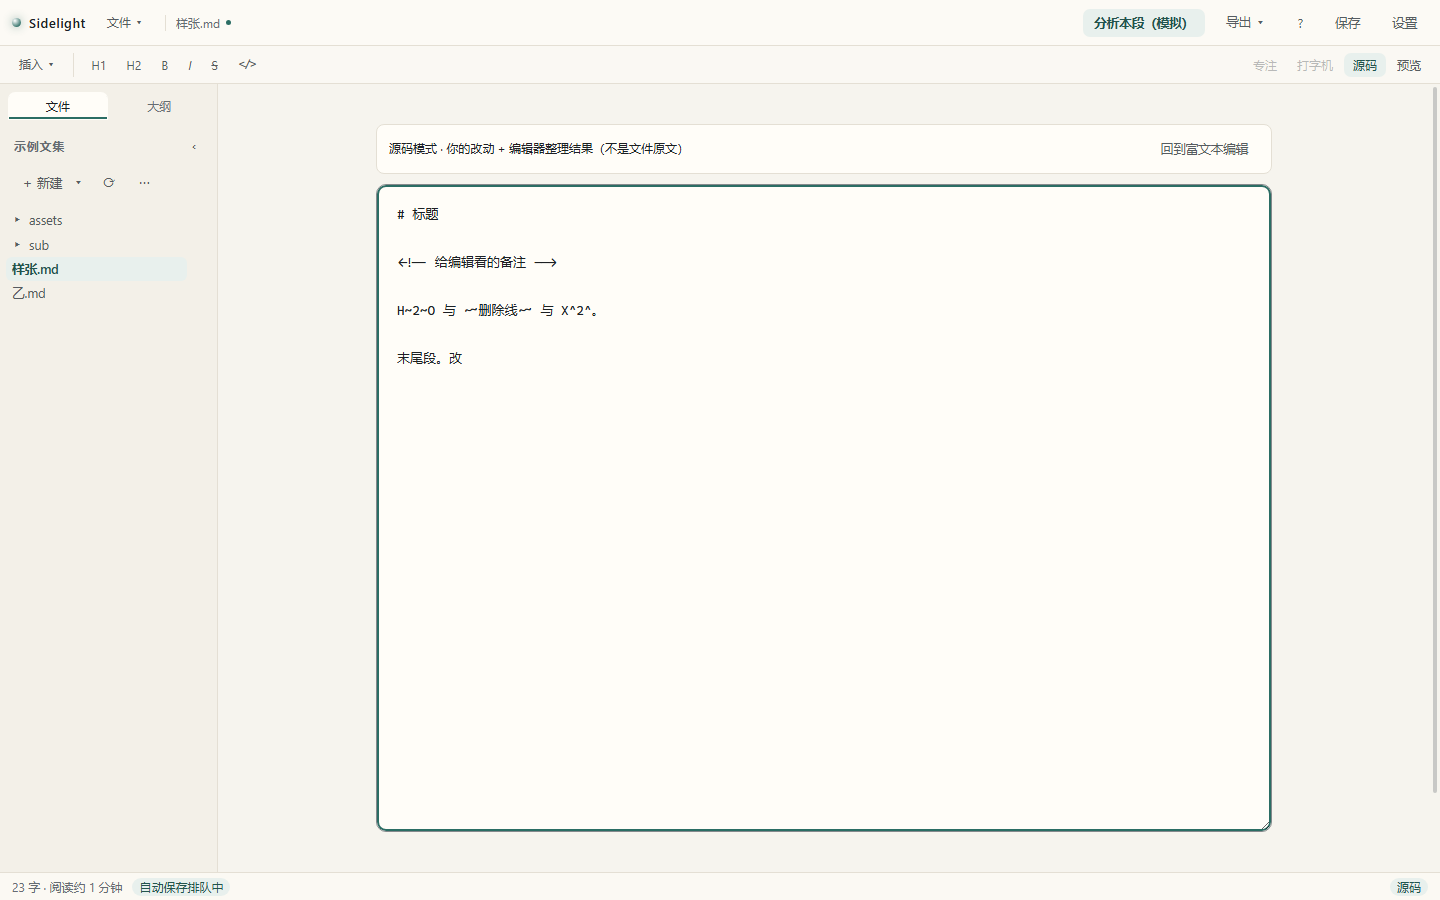 Sidelight 文件 样张.md 分析本段（模拟） 导出 ? 保存 设置
插入 H1 H2 B I S </> 专注 打字机 源码 预览
文件 大纲
示例文集
+ 新建 ···
assets
sub
样张.md
乙.md
源码模式 · 你的改动 + 编辑器整理结果（不是文件原文） 回到富文本编辑
# 标题
<!-- 给编辑看的备注 -->
H~2~O 与 ~~删除线~~ 与 X^2^。
末尾段。改
23 字 · 阅读约 1 分钟 自动保存排队中 源码